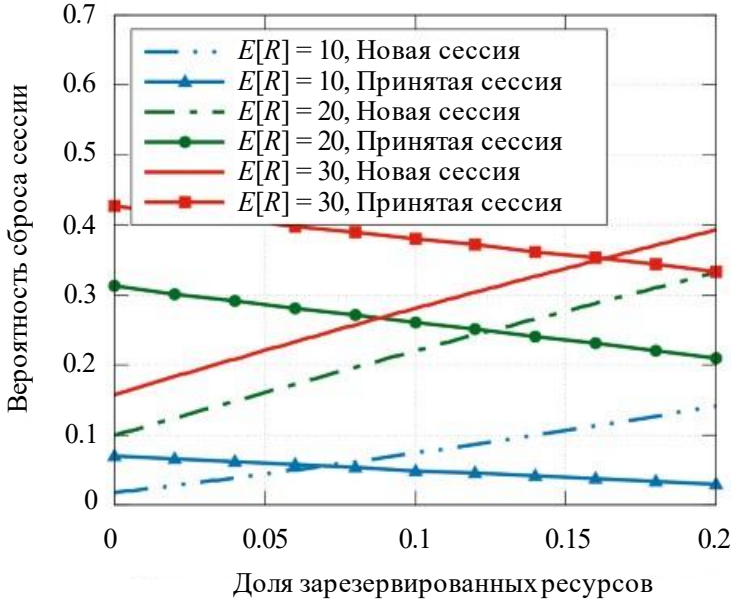 0.7
0.6
0.5
0.4
0.3
0.2
0.1
0
Вероятность сброса сессии
E[R] = 10, Новая сессия
E[R] = 10, Принятая сессия
E[R] = 20, Новая сессия
E[R] = 20, Принятая сессия
E[R] = 30, Новая сессия
E[R] = 30, Принятая сессия
0 0.05 0.1 0.15 0.2
Доля зарезервированных ресурсов